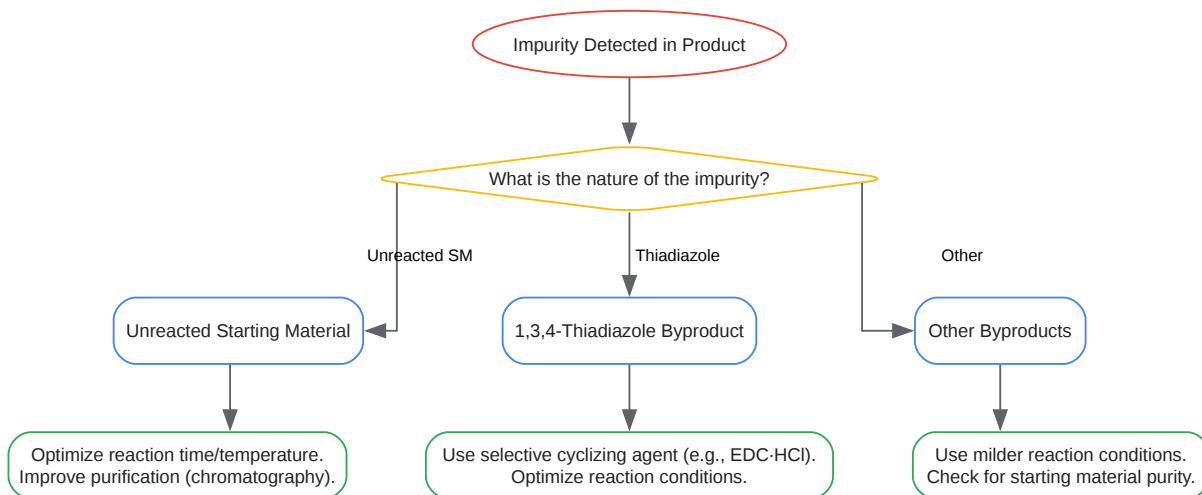 Impurity Detected in Product
What is the nature of the impurity?
Unreacted SM
Thiadiazole
Other
Unreacted Starting Material
1,3,4-Thiadiazole Byproduct
Other Byproducts
Optimize reaction time/temperature.
Improve purification (chromatography).
Use selective cyclizing agent (e.g., EDC·HCl).
Optimize reaction conditions.
Use milder reaction conditions.
Check for starting material purity.